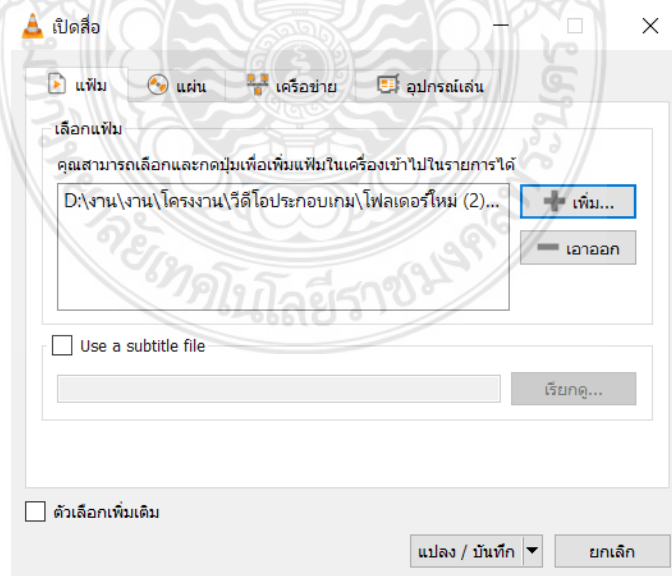 เปิดสื่อ
แฟ้ม แผ่น เครือข่าย อุปกรณ์เล่น
เลือกแฟ้ม
คุณสามารถเลือกและกดปุ่มเพื่อเพิ่มแฟ้มในเครื่องเข้าไปในรายการได้
D:\งาน\งาน\โครงงาน\วีดีโอประกอบเกม\โฟลเดอร์ใหม่ (2)...
เพิ่ม...
เอาออก
Use a subtitle file
เรียกดู...
ตัวเลือกเพิ่มเติม
แปลง / บันทึก ยกเลิก